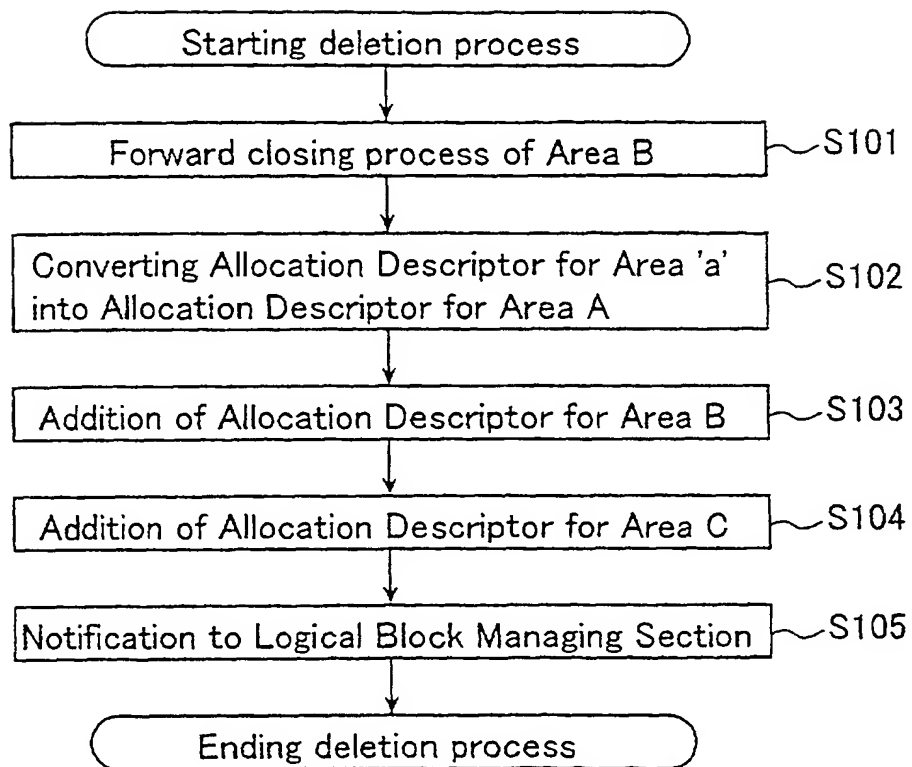 Starting deletion process
Forward closing process of Area B
S101
Converting Allocation Descriptor for Area 'a'
into Allocation Descriptor for Area A
S102
Addition of Allocation Descriptor for Area B
S103
Addition of Allocation Descriptor for Area C
S104
Notification to Logical Block Managing Section
S105
Ending deletion process